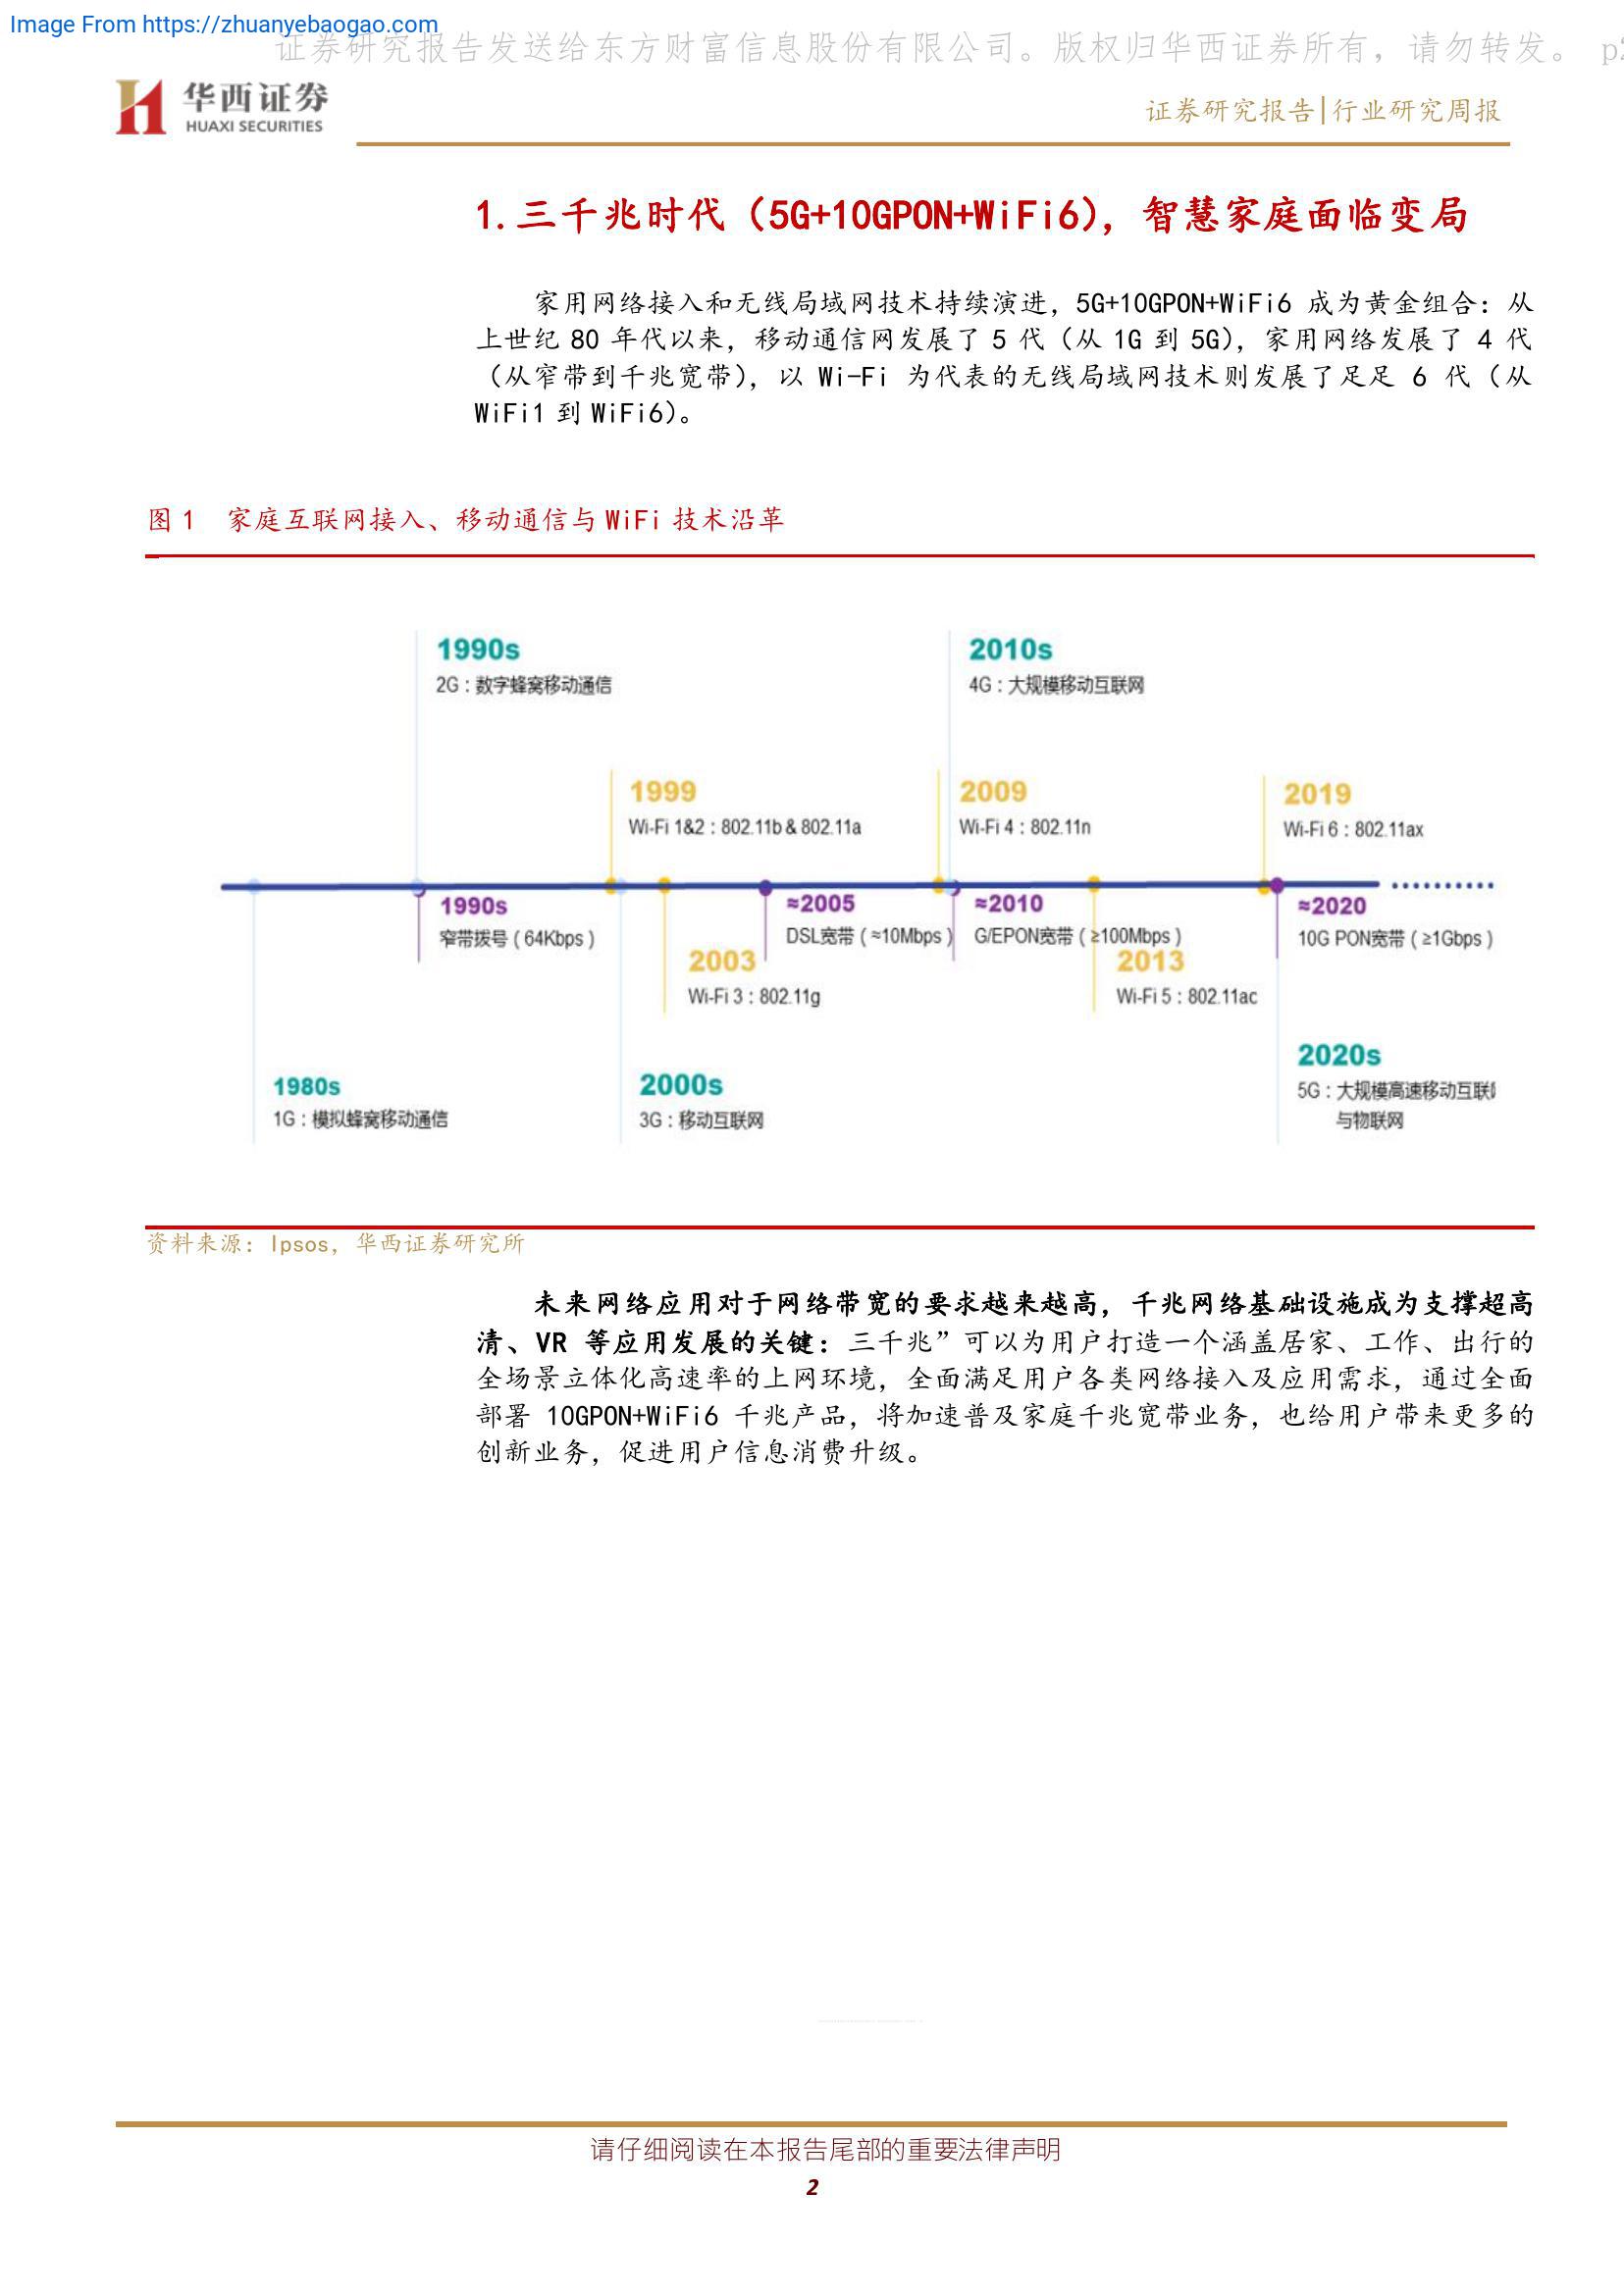 Image From https://zhuanyebaogao.com
证券研究报告发送给东方财富信息股份有限公司。版权归华西证券所有，请勿转发。 p2
华西证券
HUAXI SECURITIES
证券研究报告|行业研究周报
1.三千兆时代（5G+10GPON+WiFi6），智慧家庭面临变局
家用网络接入和无线局域网技术持续演进，5G+10GPON+WiFi6 成为黄金组合：从
上世纪 80 年代以来，移动通信网发展了 5 代（从 1G 到 5G），家用网络发展了 4 代
（从窄带到千兆宽带），以 Wi-Fi 为代表的无线局域网技术则发展了足足 6 代（从
WiFi1 到 WiFi6）。
图 1 家庭互联网接入、移动通信与 WiFi 技术沿革
1990s
2G：数字蜂窝移动通信
2010s
4G：大规模移动互联网
1999
Wi-Fi 1&2：802.11b & 802.11a
2009
Wi-Fi 4：802.11n
2019
Wi-Fi 6：802.11ax
1990s
窄带拨号（64Kbps）
≈2005
DSL宽带（≈10Mbps）
≈2010
G/EPON宽带（≥100Mbps）
≈2020
10G PON宽带（≥1Gbps）
2003
Wi-Fi 3：802.11g
2013
Wi-Fi 5：802.11ac
1980s
1G：模拟蜂窝移动通信
2000s
3G：移动互联网
2020s
5G：大规模高速移动互联
与物联网
资料来源：Ipsos，华西证券研究所
未来网络应用对于网络带宽的要求越来越高，千兆网络基础设施成为支撑超高
清、VR 等应用发展的关键：三千兆”可以为用户打造一个涵盖居家、工作、出行的
全场景立体化高速率的上网环境，全面满足用户各类网络接入及应用需求，通过全面
部署 10GPON+WiFi6 千兆产品，将加速普及家庭千兆宽带业务，也给用户带来更多的
创新业务，促进用户信息消费升级。
请仔细阅读在本报告尾部的重要法律声明
2